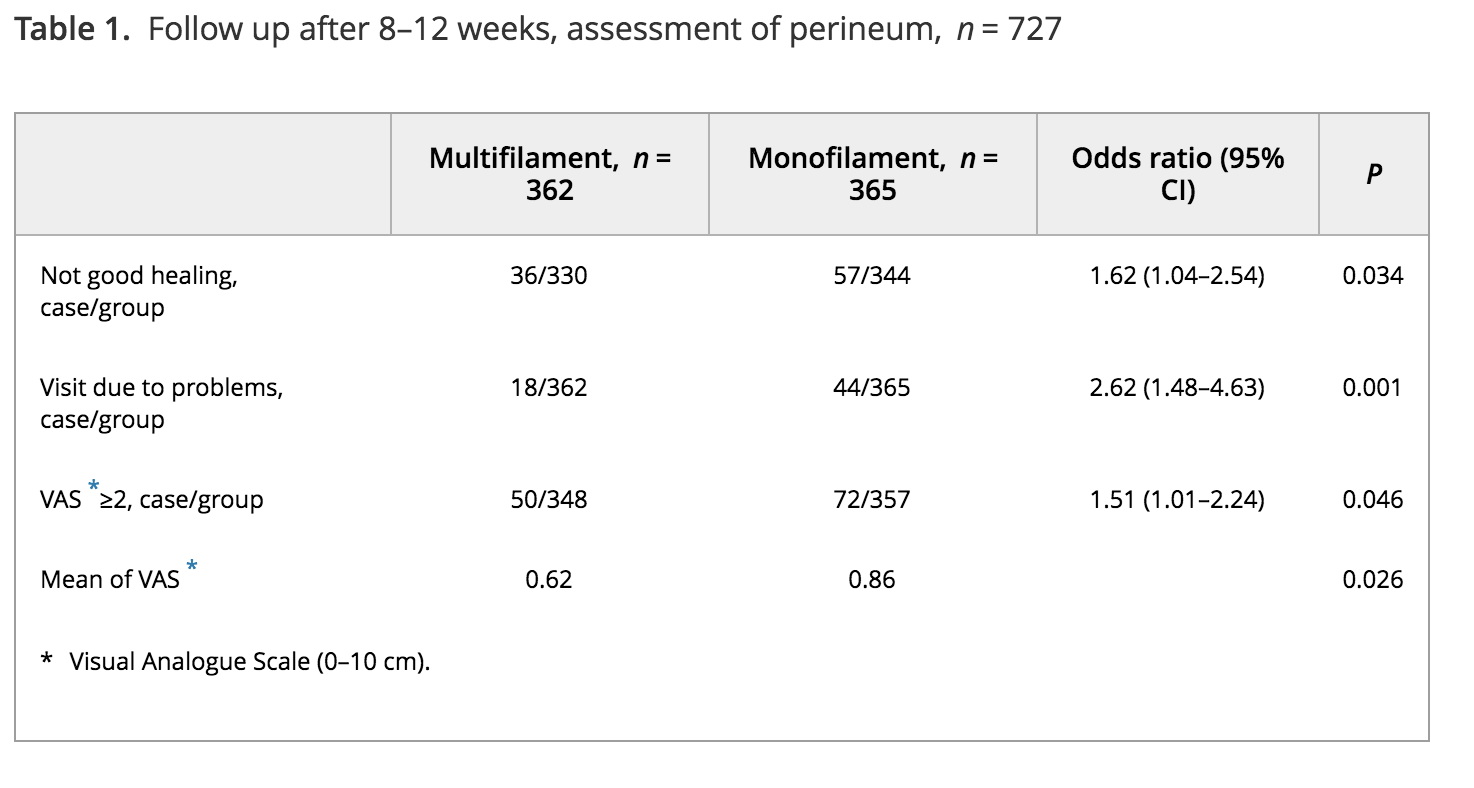 Table 1. Follow up after 8–12 weeks, assessment of perineum, n = 727
Multifilament, n =
362
Monofilament, n =
365
Odds ratio (95%
CI)
P
Not good healing,
case/group
36/330
57/344
1.62 (1.04–2.54)
0.034
Visit due to problems,
case/group
18/362
44/365
2.62 (1.48–4.63)
0.001
VAS *≥2, case/group
50/348
72/357
1.51 (1.01–2.24)
0.046
Mean of VAS *
0.62
0.86
0.026
* Visual Analogue Scale (0–10 cm).